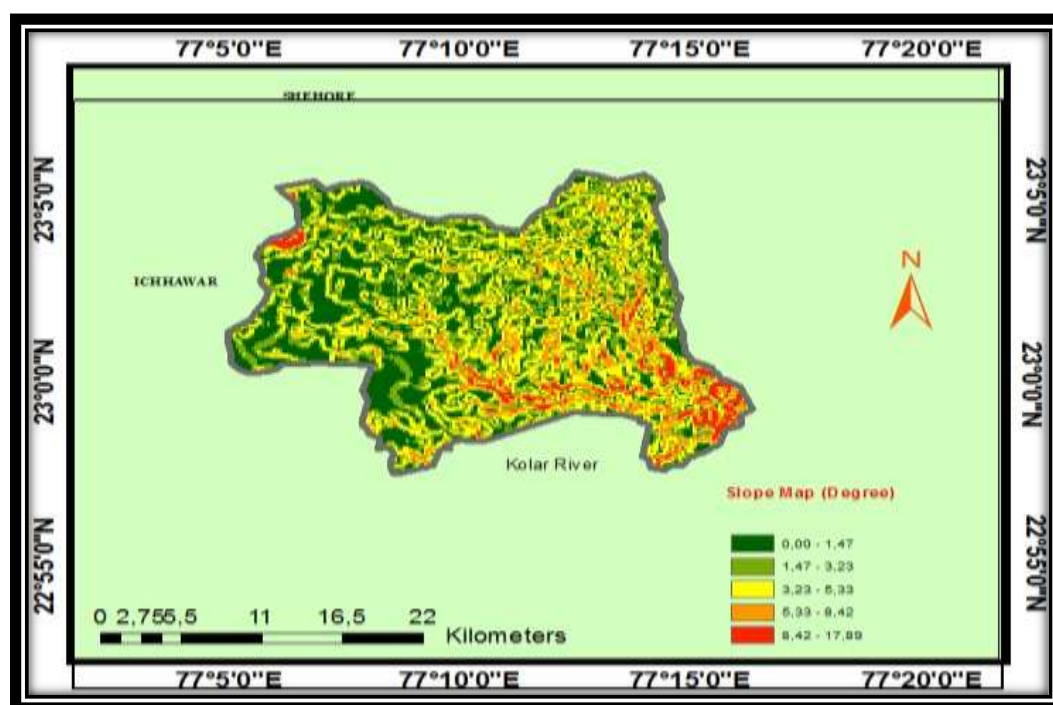 77°5'0"E 77°10'0"E 77°15'0"E 77°20'0"E
SHEHORE
23°5'0"N 23°5'0"N
ICHHAWAR
N
23°0'0"N 23°0'0"N
Kolar River
Slope Map (Degree)
0,00 - 1,47
1,47 - 3,23
3,23 - 5,33
5,33 - 8,42
8,42 - 17,89
22°55'0"N 22°55'0"N
0 2,75 5,5 11 16,5 22
Kilometers
77°5'0"E 77°10'0"E 77°15'0"E 77°20'0"E